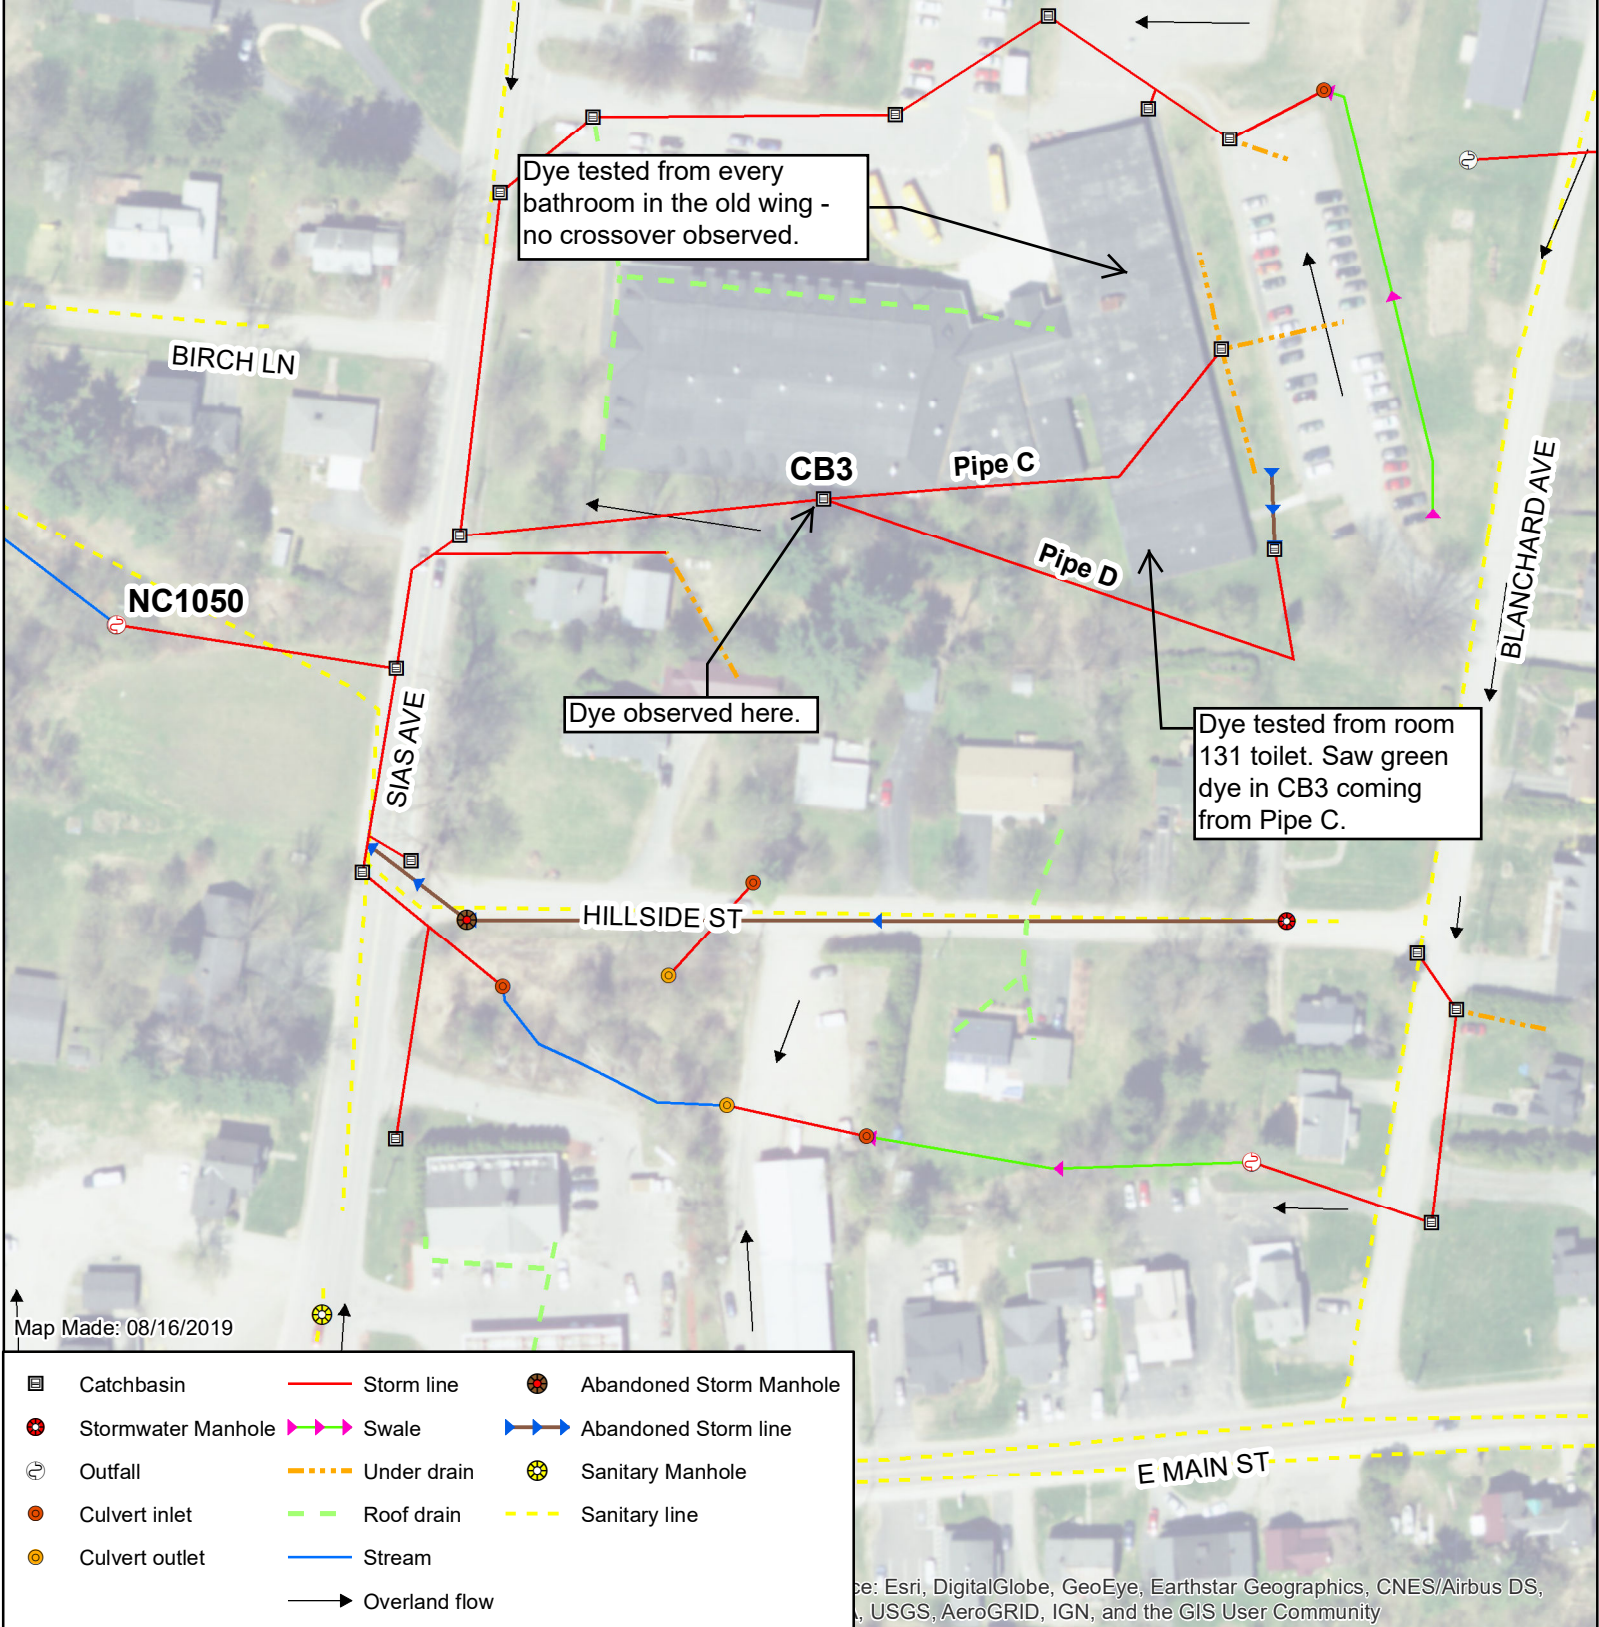 Dye tested from every
bathroom in the old wing -
no crossover observed.
BIRCH LN
CB3
Pipe C
Pipe D
BLANCHARD AVE
NC1050
SIAS AVE
Dye observed here.
Dye tested from room
131 toilet. Saw green
dye in CB3 coming
from Pipe C.
HILLSIDE ST
Map Made: 08/16/2019
Catchbasin
Storm line
Abandoned Storm Manhole
Stormwater Manhole
Swale
Abandoned Storm line
Outfall
Under drain
Sanitary Manhole
Culvert inlet
Roof drain
Sanitary line
Culvert outlet
Stream
Overland flow
E MAIN ST
Esri, DigitalGlobe, GeoEye, Earthstar Geographics, CNES/Airbus DS,
USGS, AeroGRID, IGN, and the GIS User Community